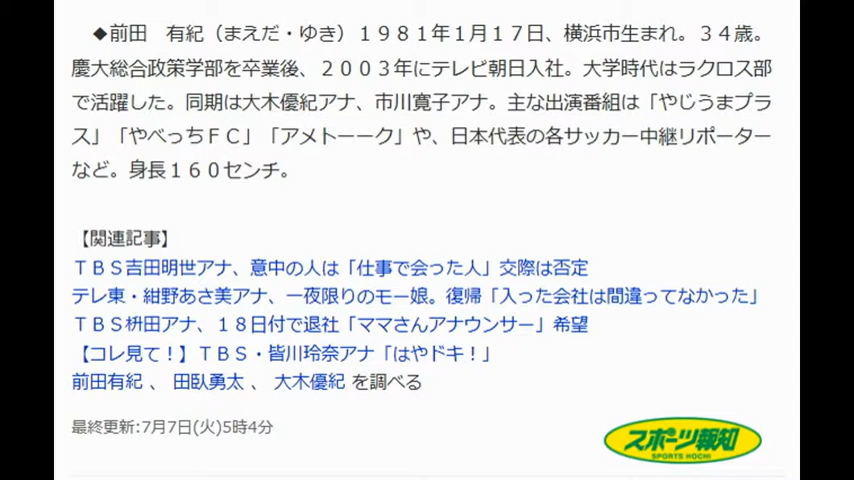 ◆前田　有紀（まえだ・ゆき）１９８１年１月１７日、横浜市生まれ。３４歳。
慶大総合政策学部を卒業後、２００３年にテレビ朝日入社。大学時代はラクロス部
で活躍した。同期は大木優紀アナ、市川寛子アナ。主な出演番組は「やじうまプラ
ス」「やべっちＦＣ」「アメトーーク」や、日本代表の各サッカー中継リポーター
など。身長１６０センチ。
【関連記事】
ＴＢＳ吉田明世アナ、意中の人は「仕事で会った人」交際は否定
テレ東・紺野あさ美アナ、一夜限りのモー娘。復帰「入った会社は間違ってなかった」
ＴＢＳ枡田アナ、１８日付で退社「ママさんアナウンサー」希望
【コレ見て！】ＴＢＳ・皆川玲奈アナ「はやドキ！」
前田有紀 、 田臥勇太 、 大木優紀 を調べる
最終更新:7月7日(火)5時4分
スポーツ報知
SPORTS HOCHI